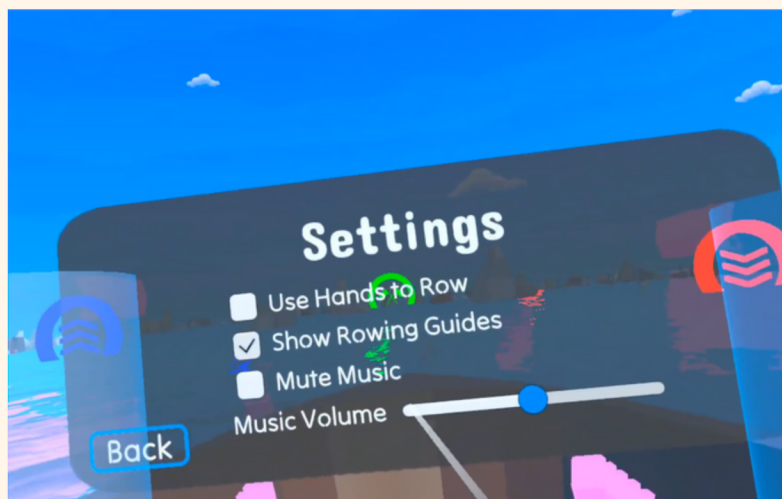 Settings
Use Hands to Row
Show Rowing Guides
Mute Music
Music Volume
Back